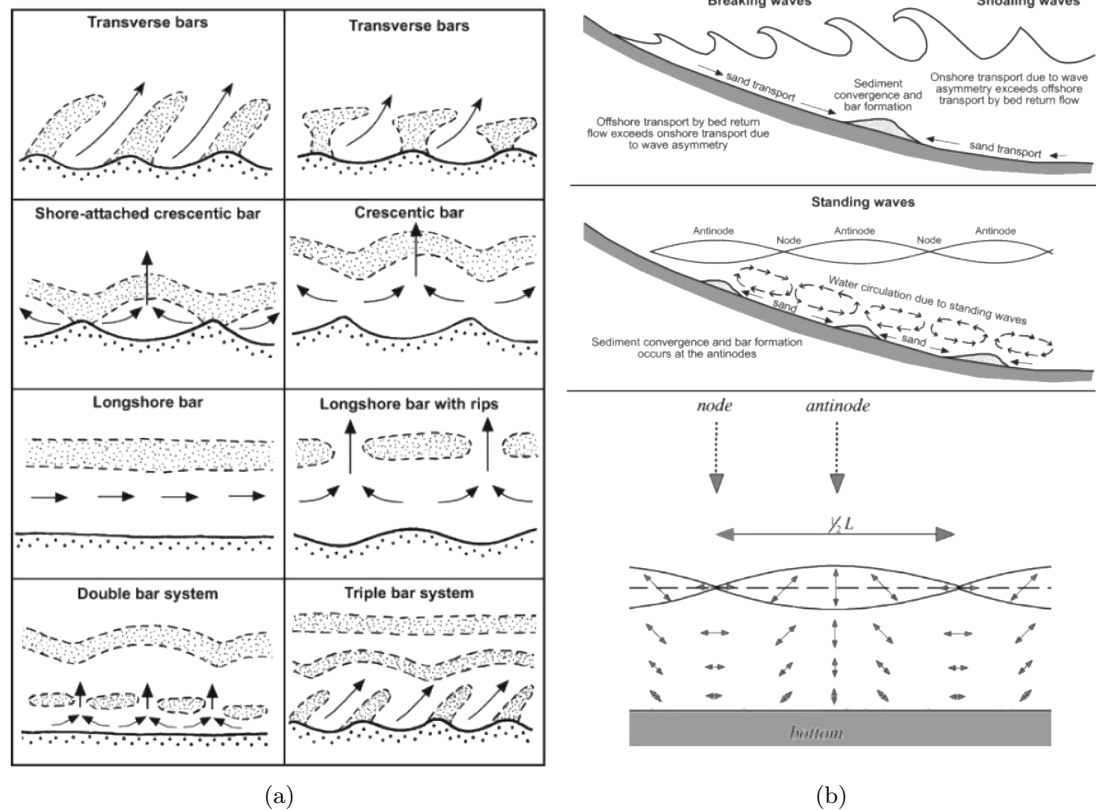 Transverse bars
Transverse bars
Shore-attached crescentic bar
Crescentic bar
Longshore bar
Longshore bar with rips
Double bar system
Triple bar system
(a)
Breaking waves
Shoaling waves
sand transport
Sediment
convergence and
bar formation
Onshore transport due to wave
asymmetry exceeds offshore
transport by bed return flow
Offshore transport by bed return
flow exceeds onshore transport due
to wave asymmetry
sand transport
Standing waves
Antinode
Node
Antinode
Node
Antinode
Water circulation due to standing waves
sand
sand
Sediment convergence and bar formation
occurs at the antinodes
node
antinode
½L
bottom
(b)